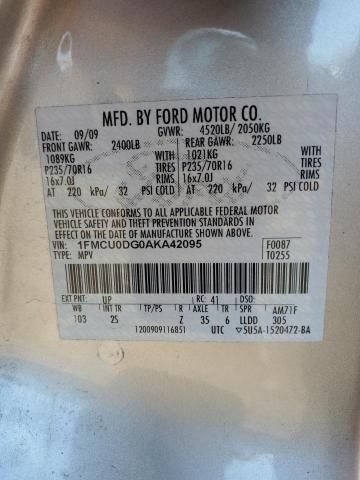 MFD. BY FORD MOTOR CO.
DATE: 09/09 GVWR: 4520LB/ 2050KG
FRONT GAWR: 2400LB REAR GAWR: 2250LB
1089KG WITH 1021KG WITH
P235/70R16 TIRES P235/70R16 TIRES
16x7.0J RIMS 16x7.0J RIMS
AT 220 kPa/ 32 PSI COLD AT 220 kPa/ 32 PSI COLD
THIS VEHICLE CONFORMS TO ALL APPLICABLE FEDERAL MOTOR
VEHICLE SAFETY AND THEFT PREVENTION STANDARDS IN
EFFECT ON THE DATE OF MANUFACTURE SHOWN ABOVE.
VIN: 1FMCU0DG0AKA42095 F0087
TYPE: MPV T0255
EXT PNT: UP RC: 41 DSO:
WB INT TR TP/PS R AXLE TR SPR AM71F
103 2S Z 35 6 LLDD 305
1200909116851 UTC 5U5A-1520472-BA